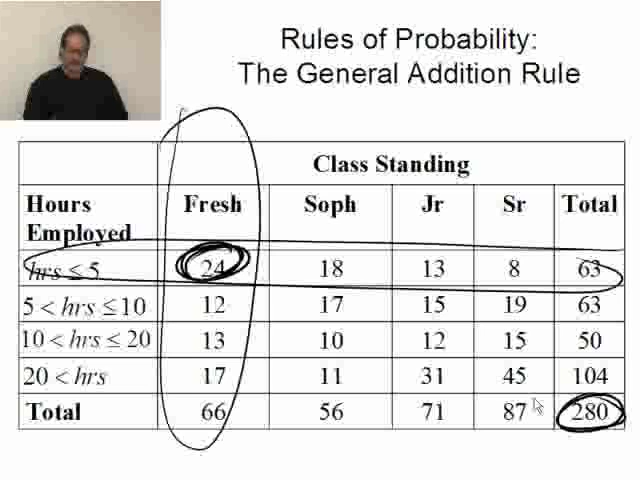 Rules of Probability:
The General Addition Rule
Class Standing
Hours Employed Fresh Soph Jr Sr Total
hrs ≤ 5 24 18 13 8 63
5 < hrs ≤ 10 12 17 15 19 63
10 < hrs ≤ 20 13 10 12 15 50
20 < hrs 17 11 31 45 104
Total 66 56 71 87 280